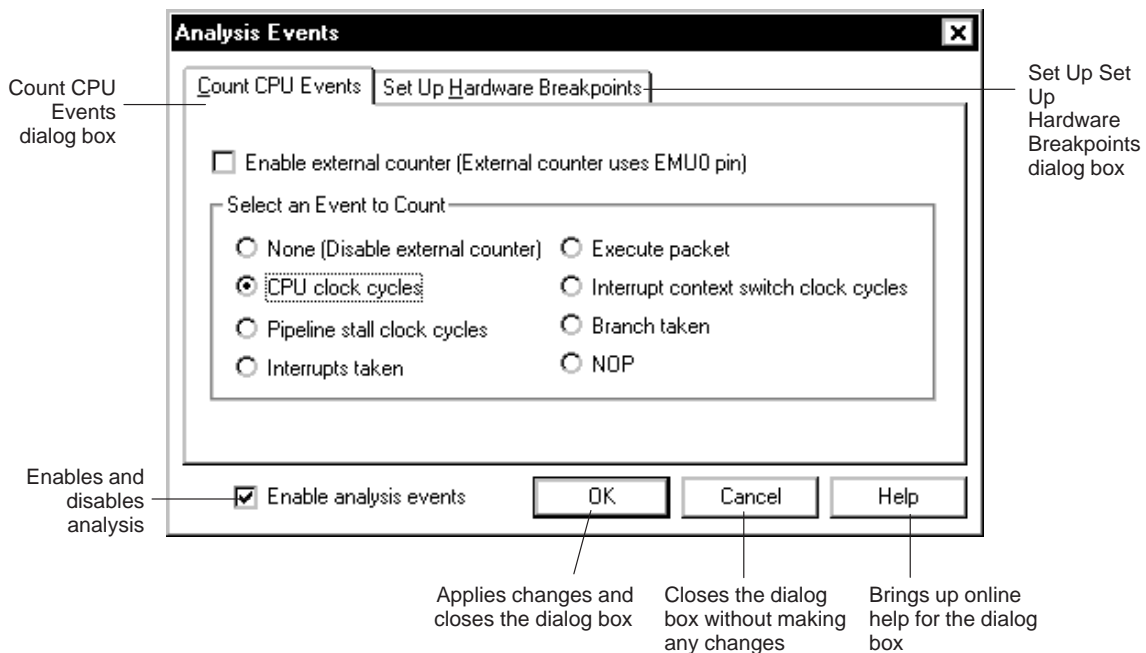 Analysis Events
Count CPU
Events
dialog box
Count CPU Events
Set Up Hardware Breakpoints
Set Up Set
Up
Hardware
Breakpoints
dialog box
Enable external counter (External counter uses EMU0 pin)
Select an Event to Count
None (Disable external counter)
Execute packet
CPU clock cycles
Interrupt context switch clock cycles
Pipeline stall clock cycles
Branch taken
Interrupts taken
NOP
Enables and
disables
analysis
Enable analysis events
OK
Cancel
Help
Applies changes and
closes the dialog box
Closes the dialog
box without making
any changes
Brings up online
help for the dialog
box